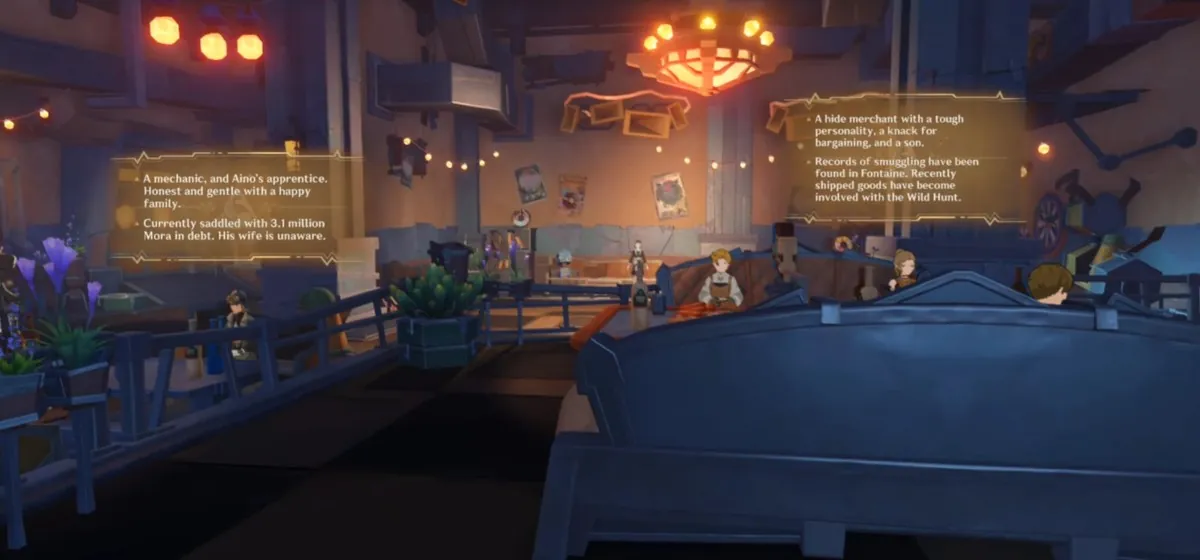 A mechanic, and Aino's apprentice.
Honest and gentle with a happy
family.
Currently saddled with 3.1 million
Mora in debt. His wife is unaware.
A hide merchant with a tough
personality, a knack for
bargaining, and a son.
Records of smuggling have been
found in Fontaine. Recently
shipped goods have become
involved with the Wild Hunt.